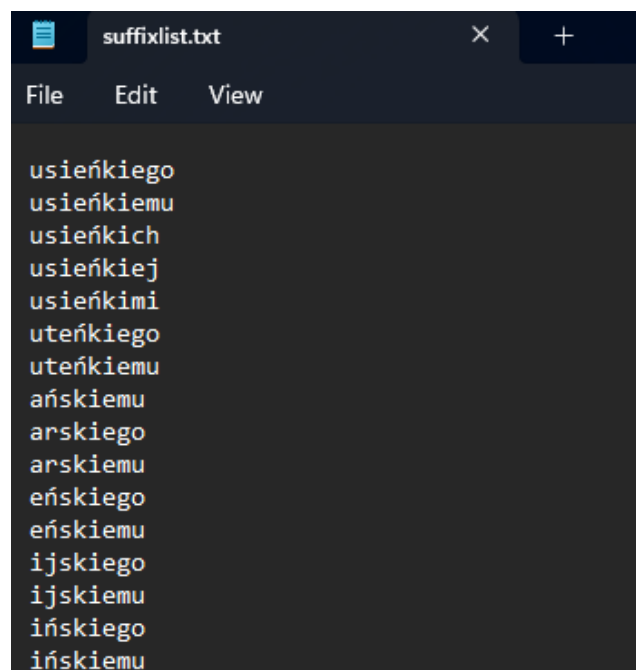 suffixlist.txt
File Edit View
usieńkiego
usieńkiemu
usieńkich
usieńkiej
usieńkimi
uteńkiego
uteńkiemu
ańskiemu
arskiego
arskiemu
eńskiego
eńskiemu
ijskiego
ijskiemu
ińskiego
ińskiemu